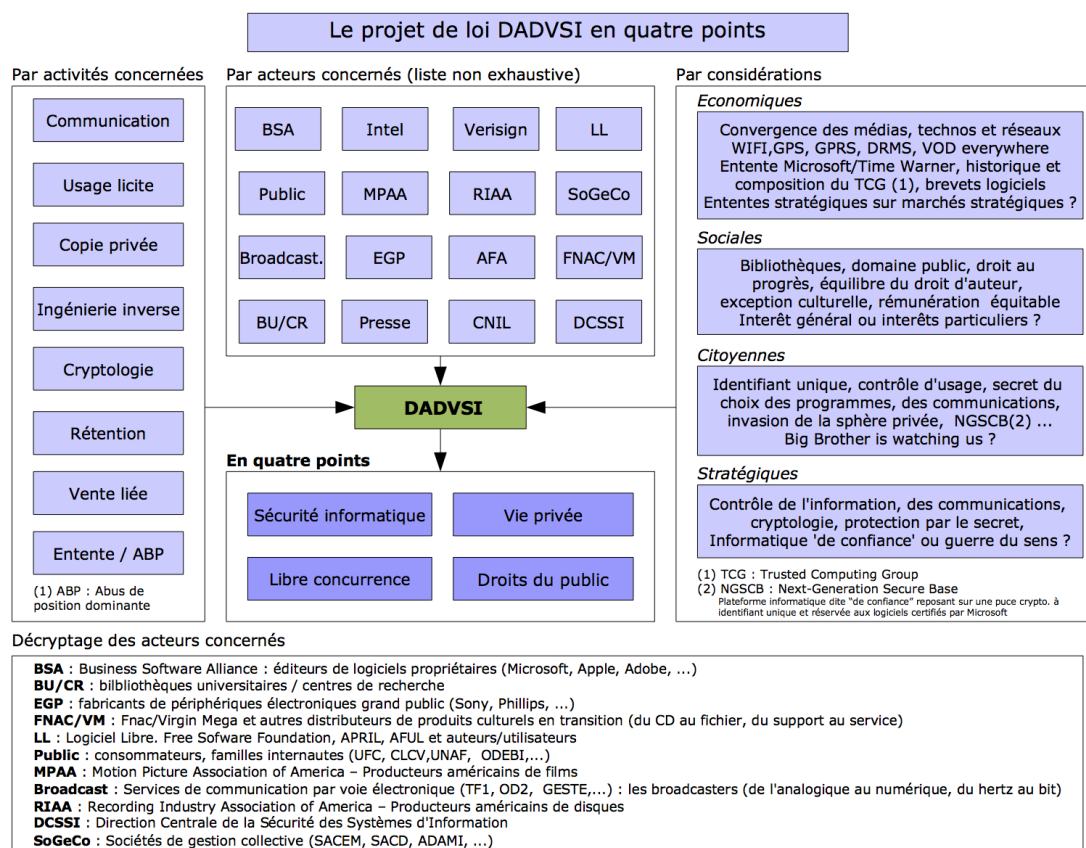 Le projet de loi DADVSI en quatre points
Par activités concernées
Communication
Usage licite
Copie privée
Ingénierie inverse
Cryptologie
Rétention
Vente liée
Entente / ABP
(1) ABP : Abus de
position dominante
Par acteurs concernés (liste non exhaustive)
BSA
Intel
Verisign
LL
Public
MPAA
RIAA
SoGeCo
Broadcast.
EGP
AFA
FNAC/VM
BU/CR
Presse
CNIL
DCSSI
DADVSI
En quatre points
Sécurité informatique
Vie privée
Libre concurrence
Droits du public
Par considérations
Economiques
Convergence des médias, technos et réseaux
WIFI,GPS, GPRS, DRMS, VOD everywhere
Entente Microsoft/Time Warner, historique et
composition du TCG (1), brevets logiciels
Ententes stratégiques sur marchés stratégiques ?
Sociales
Bibliothèques, domaine public, droit au
progrès, équilibre du droit d'auteur,
exception culturelle, rémunération équitable
Interêt général ou interêts particuliers ?
Citoyennes
Identifiant unique, contrôle d'usage, secret du
choix des programmes, des communications,
invasion de la sphère privée, NGSCB(2) ...
Big Brother is watching us ?
Stratégiques
Contrôle de l'information, des communications,
cryptologie, protection par le secret,
Informatique 'de confiance' ou guerre du sens ?
(1) TCG : Trusted Computing Group
(2) NGSCB : Next-Generation Secure Base
Plateforme informatique dite “de confiance” reposant sur une puce crypto. à
identifiant unique et réservée aux logiciels certifiés par Microsoft
Décryptage des acteurs concernés
BSA : Business Software Alliance : éditeurs de logiciels propriétaires (Microsoft, Apple, Adobe, ...)
BU/CR : bilbliothèques universitaires / centres de recherche
EGP : fabricants de périphériques électroniques grand public (Sony, Phillips, ...)
FNAC/VM : Fnac/Virgin Mega et autres distributeurs de produits culturels en transition (du CD au fichier, du support au service)
LL : Logiciel Libre. Free Sofware Foundation, APRIL, AFUL et auteurs/utilisateurs
Public : consommateurs, familles internautes (UFC, CLCV,UNAF, ODEBI,...)
MPAA : Motion Picture Association of America – Producteurs américains de films
Broadcast : Services de communication par voie électronique (TF1, OD2, GESTE,...) : les broadcasters (de l'analogique au numérique, du hertz au bit)
RIAA : Recording Industry Association of America – Producteurs américains de disques
DCSSI : Direction Centrale de la Sécurité des Systèmes d'Information
SoGeCo : Sociétés de gestion collective (SACEM, SACD, ADAMI, ...)